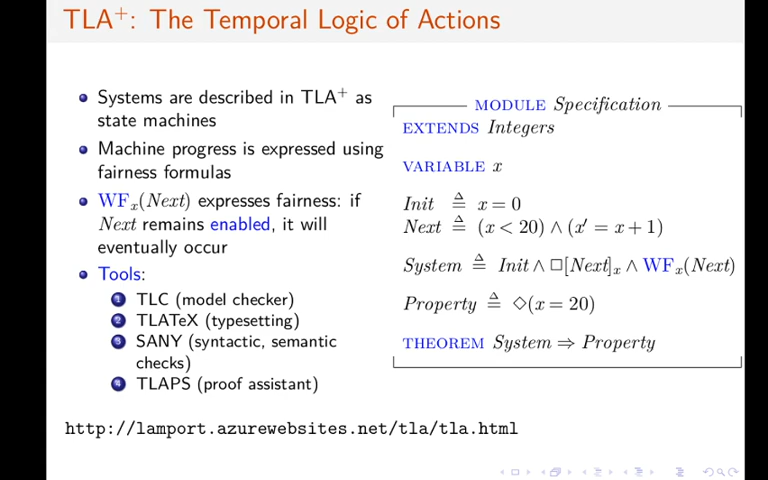 TLA+: The Temporal Logic of Actions
Systems are described in TLA+ as
state machines
Machine progress is expressed using
fairness formulas
WFₓ(Next) expresses fairness: if
Next remains enabled, it will
eventually occur
Tools:
1 TLC (model checker)
2 TLATeX (typesetting)
3 SANY (syntactic, semantic
checks)
4 TLAPS (proof assistant)
MODULE Specification
EXTENDS Integers
VARIABLE x
Init ≜ x = 0
Next ≜ (x < 20) ∧ (x′ = x + 1)
System ≜ Init ∧ □[Next]ₓ ∧ WFₓ(Next)
Property ≜ ◇(x = 20)
THEOREM System ⇒ Property
http://lamport.azurewebsites.net/tla/tla.html